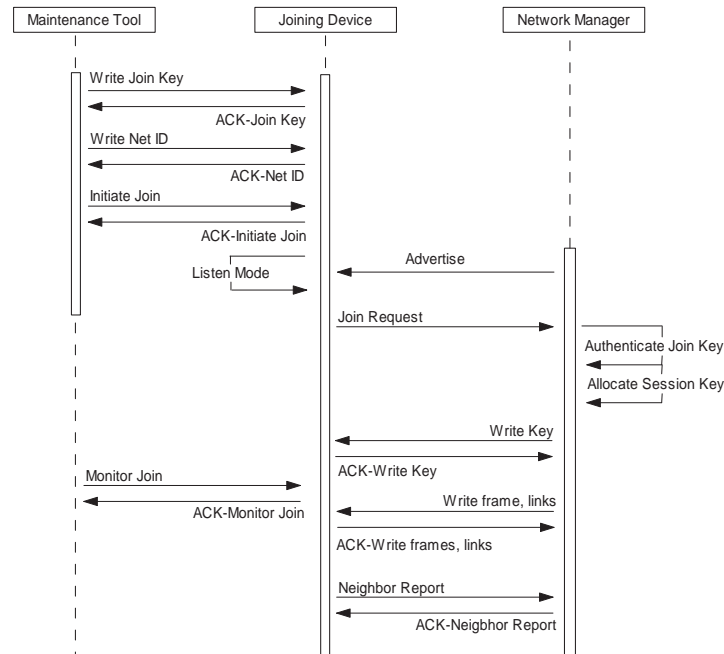 Maintenance Tool
Joining Device
Network Manager
Write Join Key
ACK-Join Key
Write Net ID
ACK-Net ID
Initiate Join
ACK-Initiate Join
Advertise
Listen Mode
Join Request
Authenticate Join Key
Allocate Session Key
Write Key
ACK-Write Key
Monitor Join
Write frame, links
ACK-Monitor Join
ACK-Write frames, links
Neighbor Report
ACK-Neigbhor Report